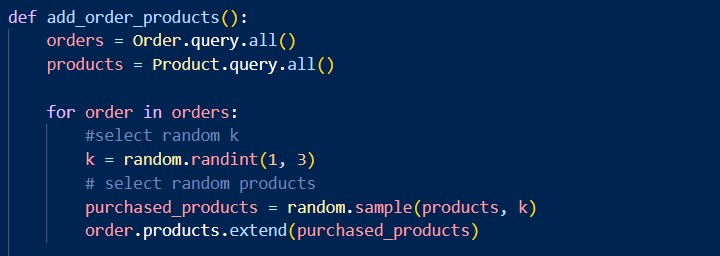 def add_order_products():
    orders = Order.query.all()
    products = Product.query.all()

    for order in orders:
        #select random k
        k = random.randint(1, 3)
        # select random products
        purchased_products = random.sample(products, k)
        order.products.extend(purchased_products)